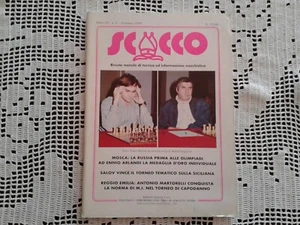 SCACCO
Rivista mensile di tecnica ed informazione scacchistica
MOSCA: LA RUSSIA PRIMA ALLE OLIMPIADI
AD ENNIO ARLANDI LA MEDAGLIA D'ORO INDIVIDUALE
SALOV VINCE IL TORNEO TEMATICO SULLA SICILIANA
REGGIO EMILIA: ANTONIO MARTORELLI CONQUISTA
LA NORMA DI M.I. NEL TORNEO DI CAPODANNO